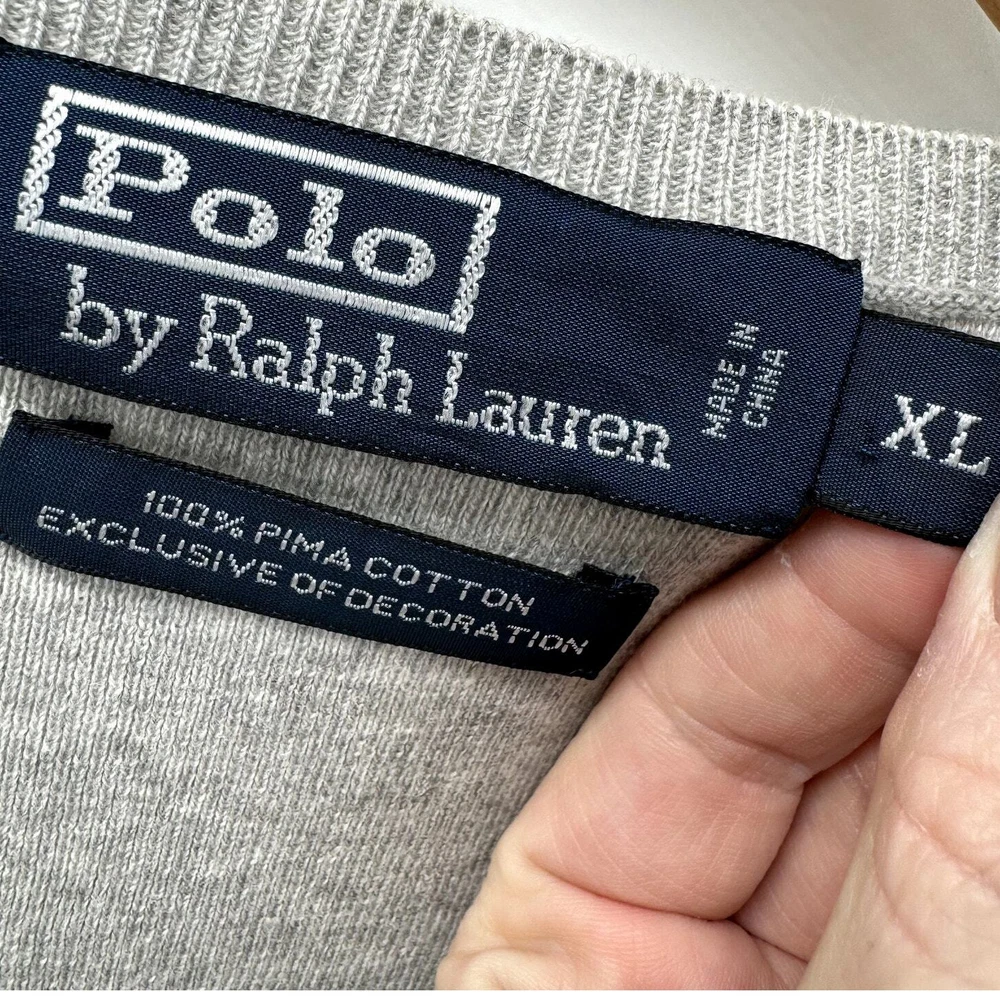 Polo
by Ralph Lauren
MADE IN
CHINA
XL
100% PIMA COTTON
EXCLUSIVE OF DECORATION